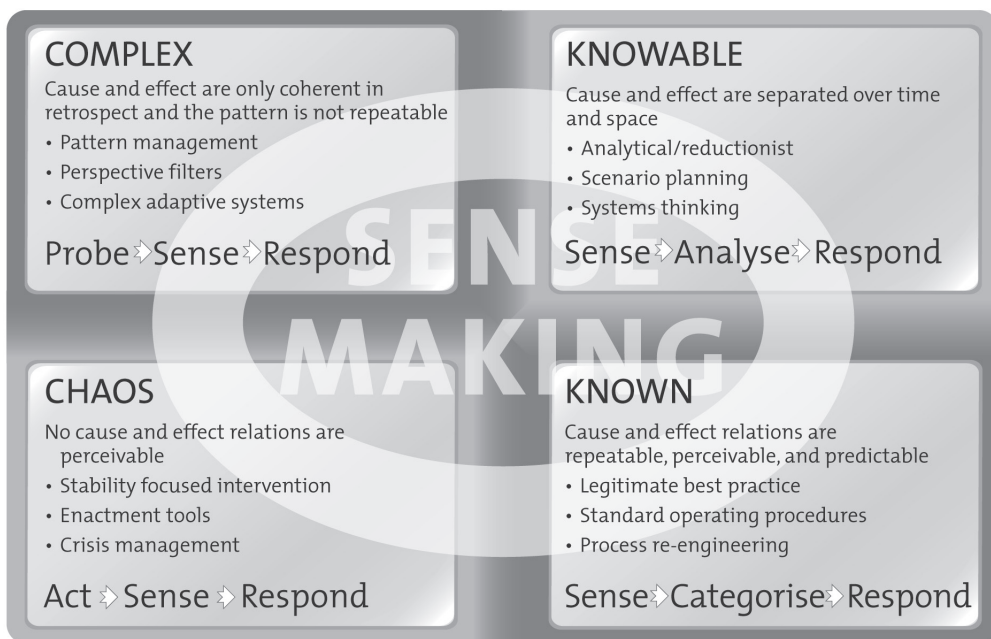 COMPLEX
Cause and effect are only coherent in
retrospect and the pattern is not repeatable
• Pattern management
• Perspective filters
• Complex adaptive systems
Probe Sense Respond
KNOWABLE
Cause and effect are separated over time
and space
• Analytical/reductionist
• Scenario planning
• Systems thinking
Sense Analyse Respond
SENSE
MAKING
CHAOS
No cause and effect relations are
perceivable
• Stability focused intervention
• Enactment tools
• Crisis management
Act Sense Respond
KNOWN
Cause and effect relations are
repeatable, perceivable, and predictable
• Legitimate best practice
• Standard operating procedures
• Process re-engineering
Sense Categorise Respond